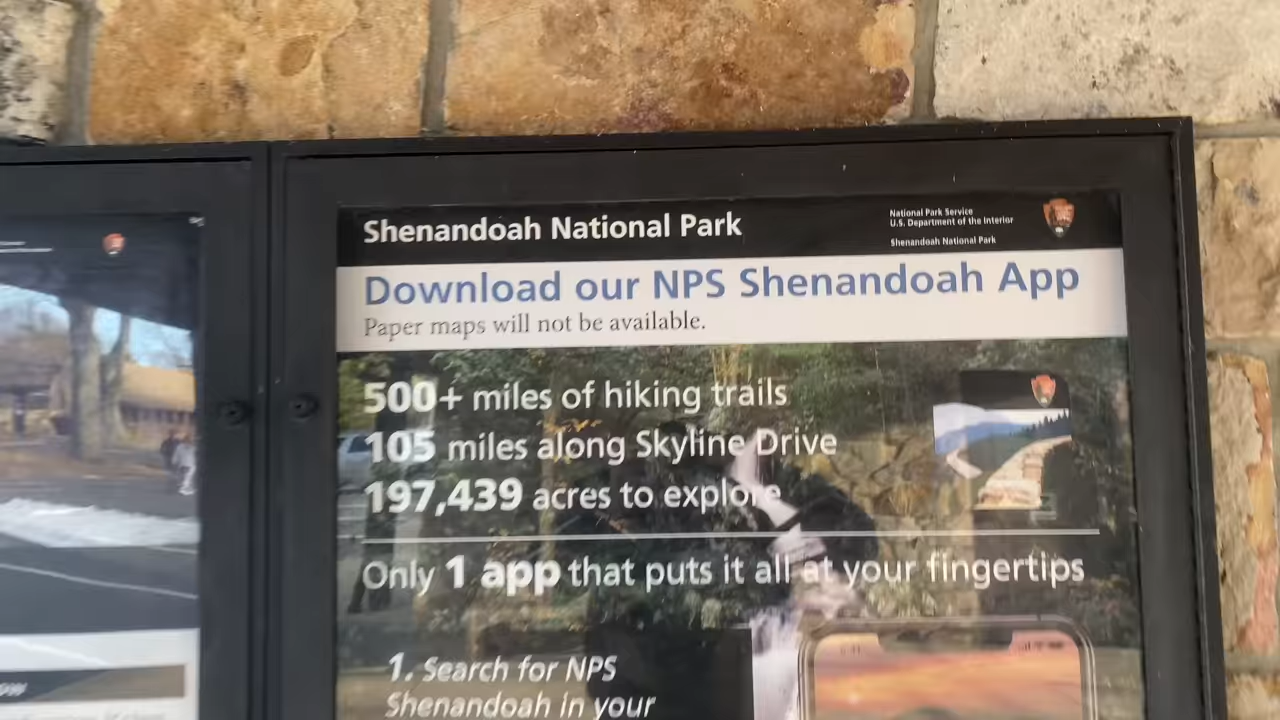 Shenandoah National Park
National Park Service
U.S. Department of the Interior
Shenandoah National Park
Download our NPS Shenandoah App
Paper maps will not be available.
500+ miles of hiking trails
105 miles along Skyline Drive
197,439 acres to explore
Only 1 app that puts it all at your fingertips
1. Search for NPS
Shenandoah in your